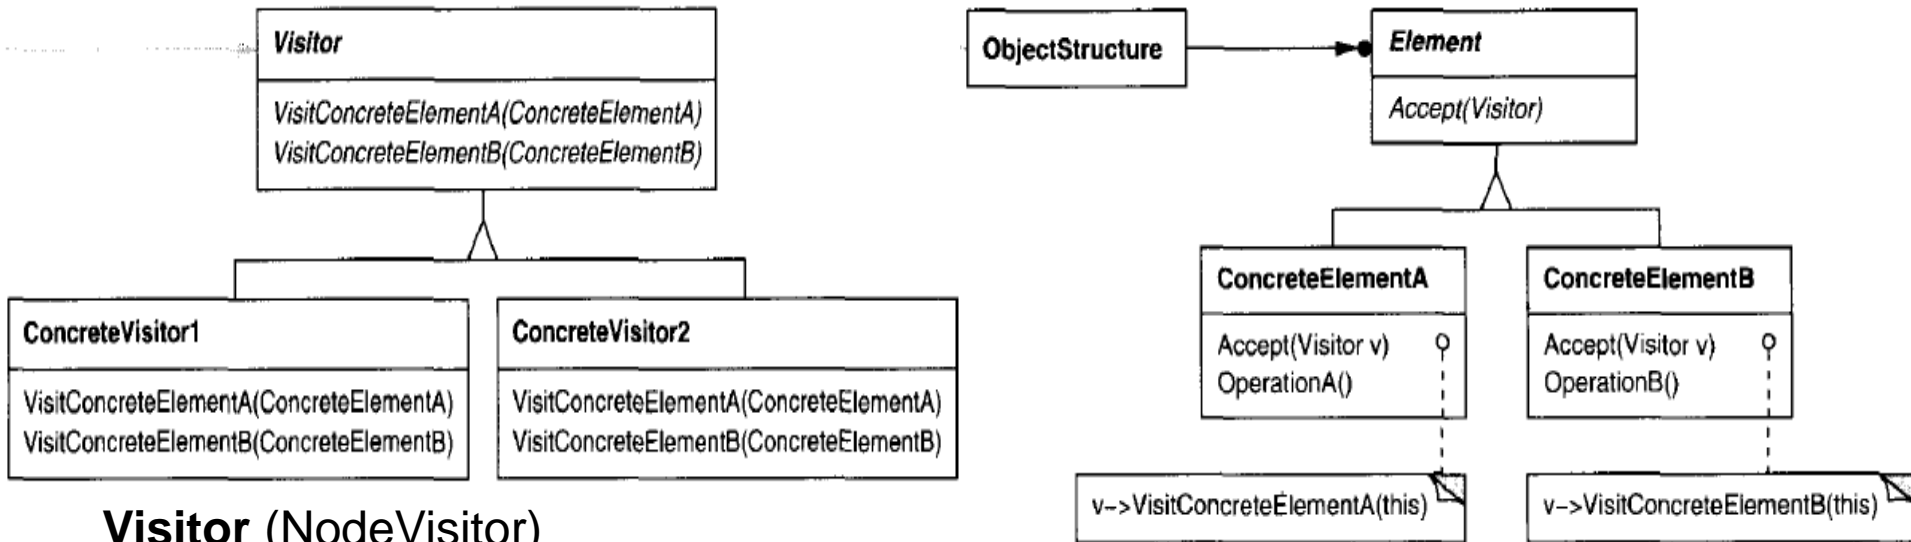 Visitor
VisitConcreteElementA(ConcreteElementA)
VisitConcreteElementB(ConcreteElementB)
ConcreteVisitor1
VisitConcreteElementA(ConcreteElementA)
VisitConcreteElementB(ConcreteElementB)
ConcreteVisitor2
VisitConcreteElementA(ConcreteElementA)
VisitConcreteElementB(ConcreteElementB)
ObjectStructure
Element
Accept(Visitor)
ConcreteElementA
Accept(Visitor v)
OperationA()
ConcreteElementB
Accept(Visitor v)
OperationB()
v->VisitConcreteElementA(this)
v->VisitConcreteElementB(this)
Visitor (NodeVisitor)